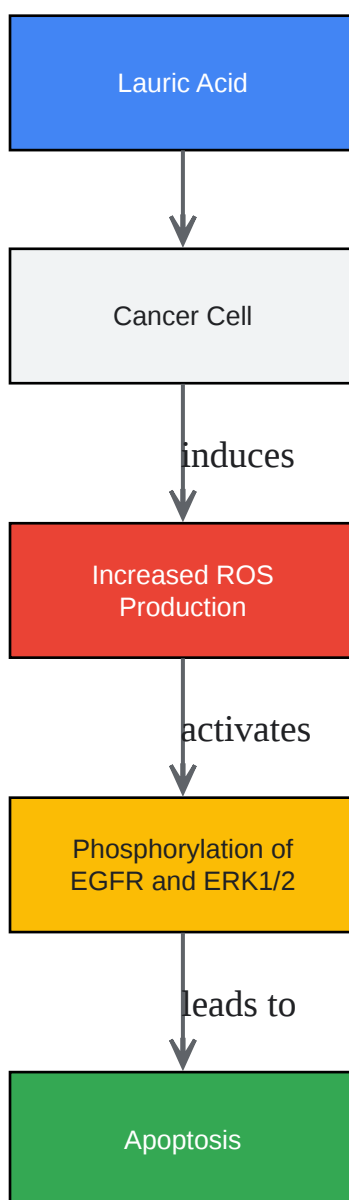 Lauric Acid
Cancer Cell
induces
Increased ROS
Production
activates
Phosphorylation of
EGFR and ERK1/2
leads to
Apoptosis